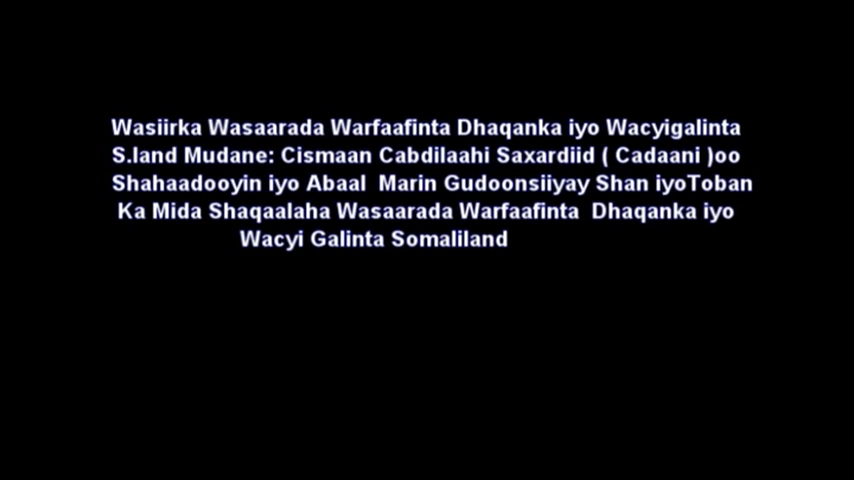 Wasiirka Wasaarada Warfaafinta Dhaqanka iyo Wacyigalinta
S.land Mudane: Cismaan Cabdilaahi Saxardiid ( Cadaani )oo
Shahaadooyin iyo Abaal Marin Gudoonsiiyay Shan iyoToban
Ka Mida Shaqaalaha Wasaarada Warfaafinta Dhaqanka iyo
Wacyi Galinta Somaliland